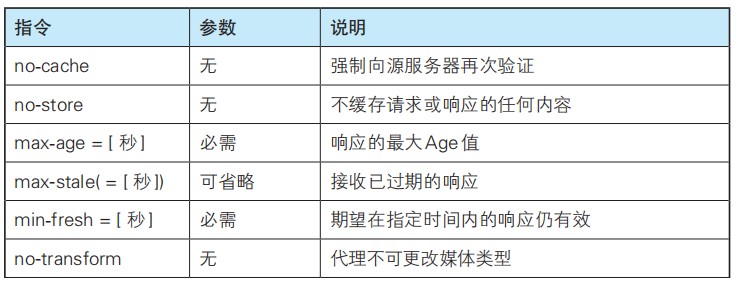 指令 参数 说明
no-cache 无 强制向源服务器再次验证
no-store 无 不缓存请求或响应的任何内容
max-age = [ 秒] 必需 响应的最大Age值
max-stale( = [ 秒]) 可省略 接收已过期的响应
min-fresh = [ 秒] 必需 期望在指定时间内的响应仍有效
no-transform 无 代理不可更改媒体类型